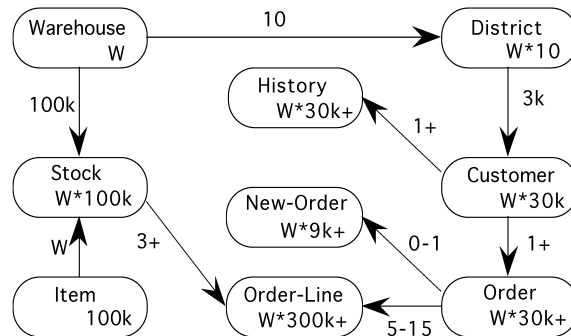 Warehouse
W
10
District
W*10
100k
History
W*30k+
3k
1+
Stock
W*100k
Customer
W*30k
New-Order
W*9k+
W
3+
0-1
1+
Item
100k
Order-Line
W*300k+
5-15
Order
W*30k+